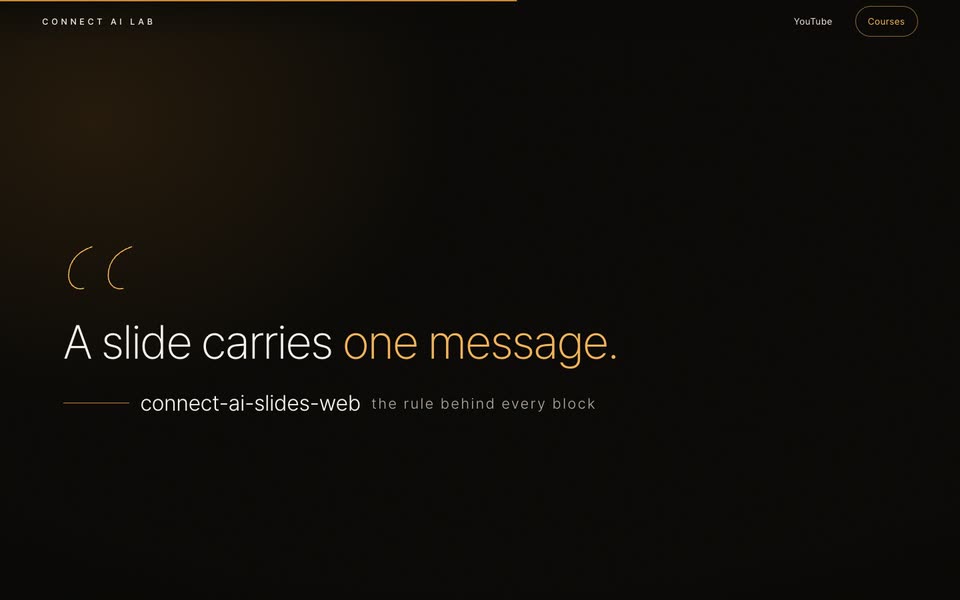 CONNECT AI LAB
YouTube
Courses
“
A slide carries one message.
connect-ai-slides-web the rule behind every block